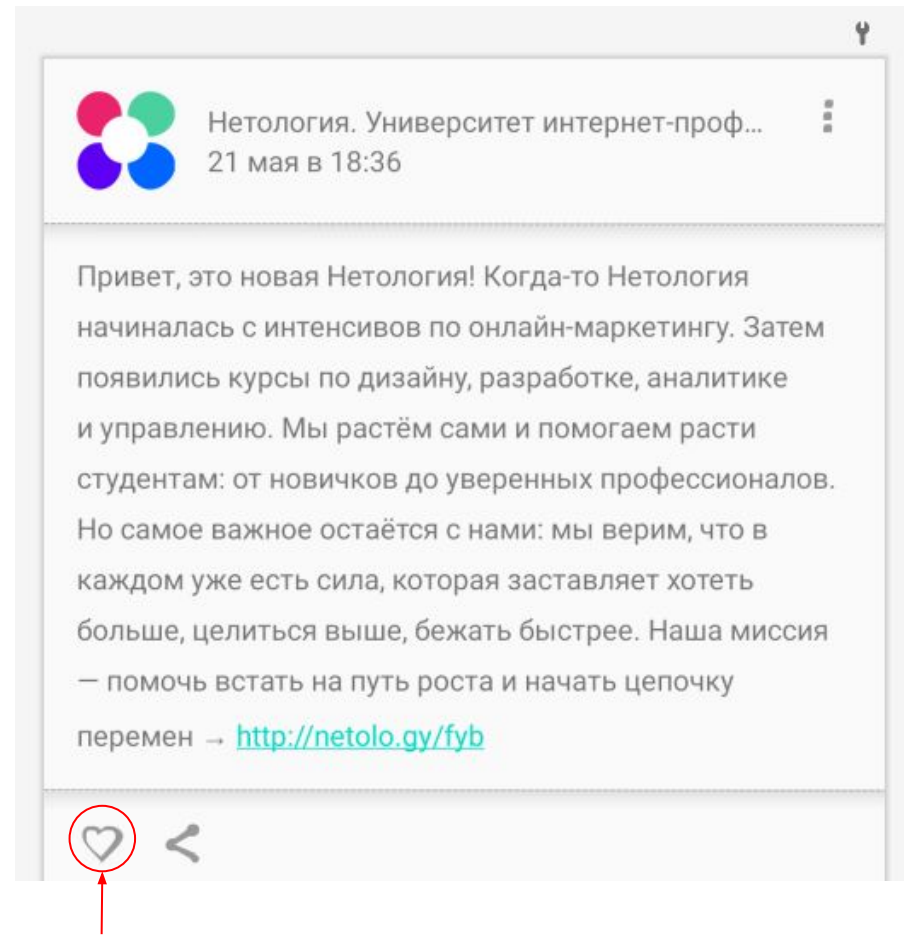 Нетология. Университет интернет-проф...
21 мая в 18:36
Привет, это новая Нетология! Когда-то Нетология
начиналась с интенсивов по онлайн-маркетингу. Затем
появились курсы по дизайну, разработке, аналитике
и управлению. Мы растём сами и помогаем расти
студентам: от новичков до уверенных профессионалов.
Но самое важное остаётся с нами: мы верим, что в
каждом уже есть сила, которая заставляет хотеть
больше, целиться выше, бежать быстрее. Наша миссия
— помочь встать на путь роста и начать цепочку
перемен → http://netolo.gy/fyb